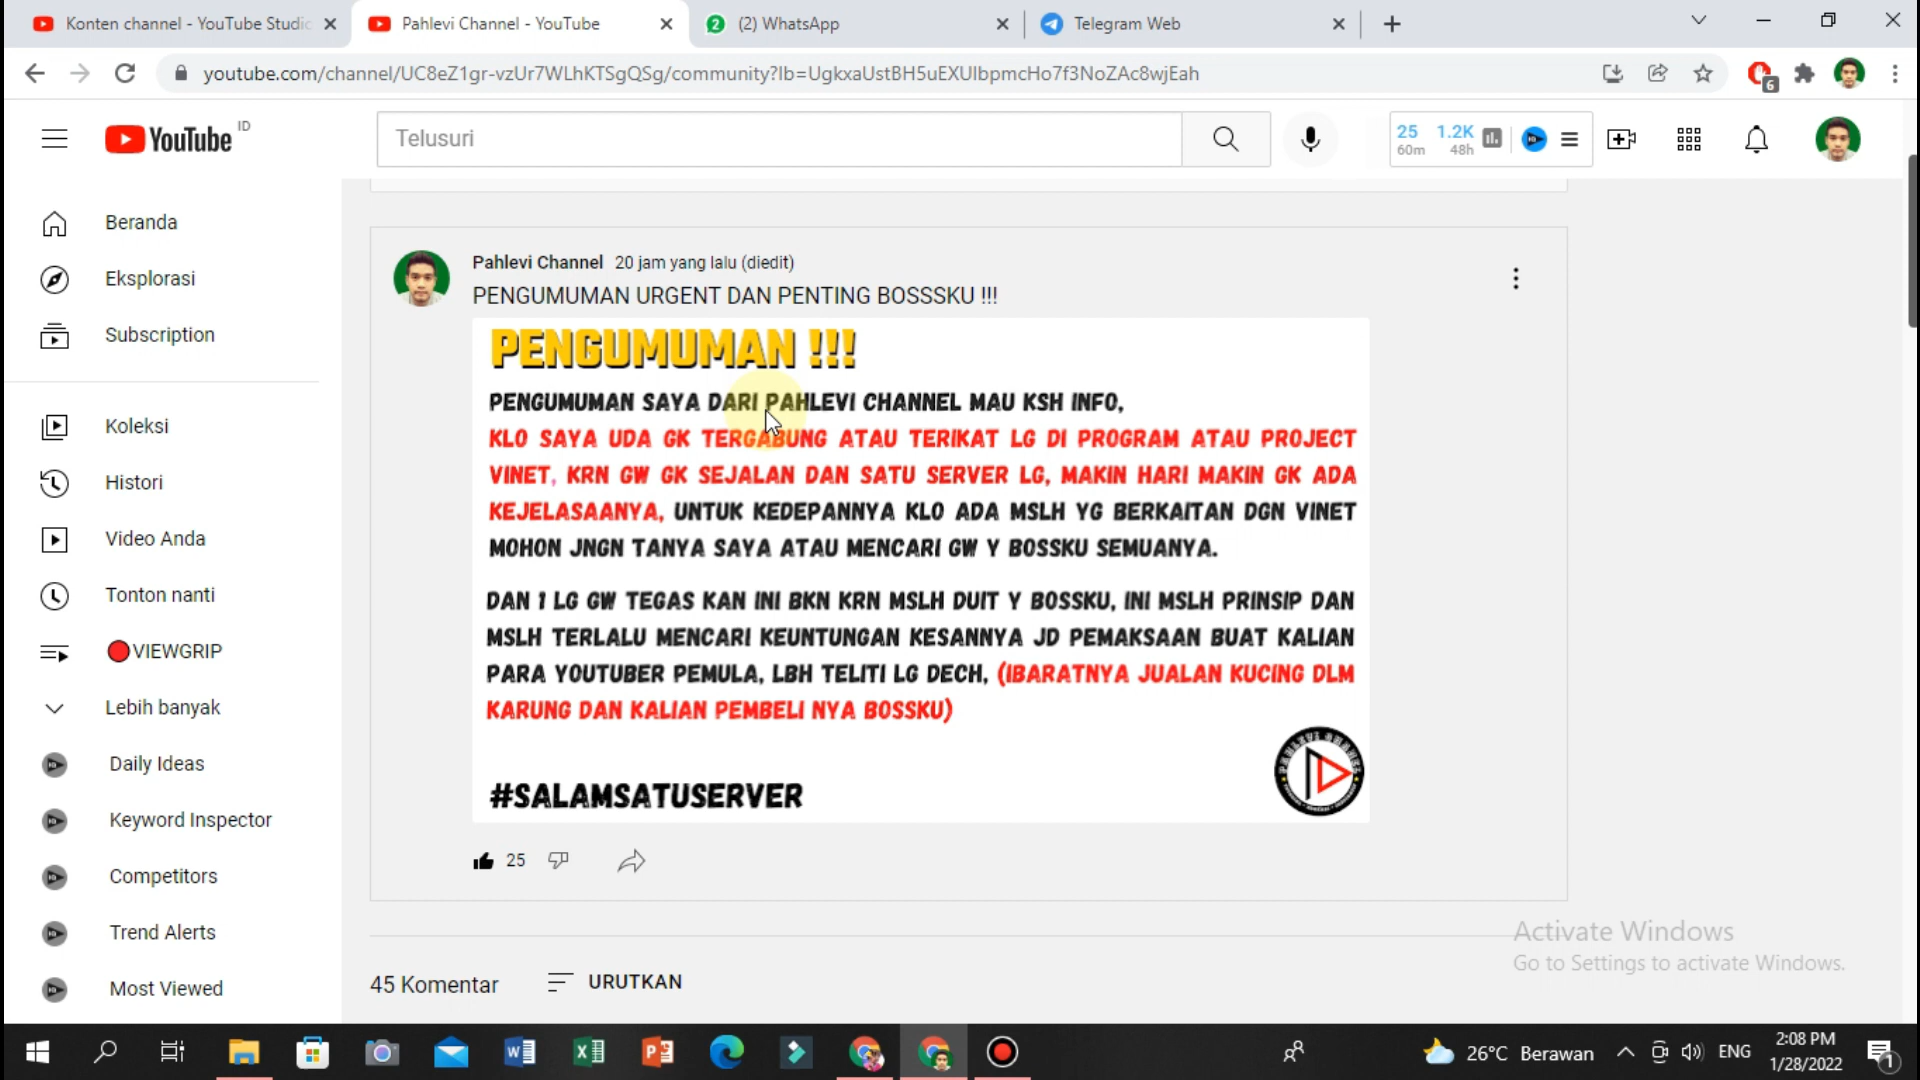 Konten channel - YouTube Studio
Pahlevi Channel - YouTube
(2) WhatsApp
Telegram Web
youtube.com/channel/UC8eZ1gr-vzUr7WLhKTSgQSg/community?lb=UgkxaUstBH5uEXUlbpmcHo7f3NoZAc8wjEah
6
YouTube ID
Telusuri
25 60m
1.2K 48h
Beranda
Eksplorasi
Subscription
Koleksi
Histori
Video Anda
Tonton nanti
VIEWGRIP
Lebih banyak
Daily Ideas
Keyword Inspector
Competitors
Trend Alerts
Most Viewed
Pahlevi Channel 20 jam yang lalu (diedit)
PENGUMUMAN URGENT DAN PENTING BOSSSKU !!!
PENGUMUMAN !!!
PENGUMUMAN SAYA DARI PAHLEVI CHANNEL MAU KSH INFO,
KLO SAYA UDA GK TERGABUNG ATAU TERIKAT LG DI PROGRAM ATAU PROJECT
VINET, KRN GW GK SEJALAN DAN SATU SERVER LG, MAKIN HARI MAKIN GK ADA
KEJELASAANYA, UNTUK KEDEPANNYA KLO ADA MSLH YG BERKAITAN DGN VINET
MOHON JNGN TANYA SAYA ATAU MENCARI GW Y BOSSKU SEMUANYA.
DAN 1 LG GW TEGAS KAN INI BKN KRN MSLH DUIT Y BOSSKU, INI MSLH PRINSIP DAN
MSLH TERLALU MENCARI KEUNTUNGAN KESANNYA JD PEMAKSAAN BUAT KALIAN
PARA YOUTUBER PEMULA, LBH TELITI LG DECH, (IBARATNYA JUALAN KUCING DLM
KARUNG DAN KALIAN PEMBELI NYA BOSSKU)
#SALAMSATUSERVER
25
45 Komentar
URUTKAN
Activate Windows
Go to Settings to activate Windows.
26°C Berawan
ENG
2:08 PM
1/28/2022
1